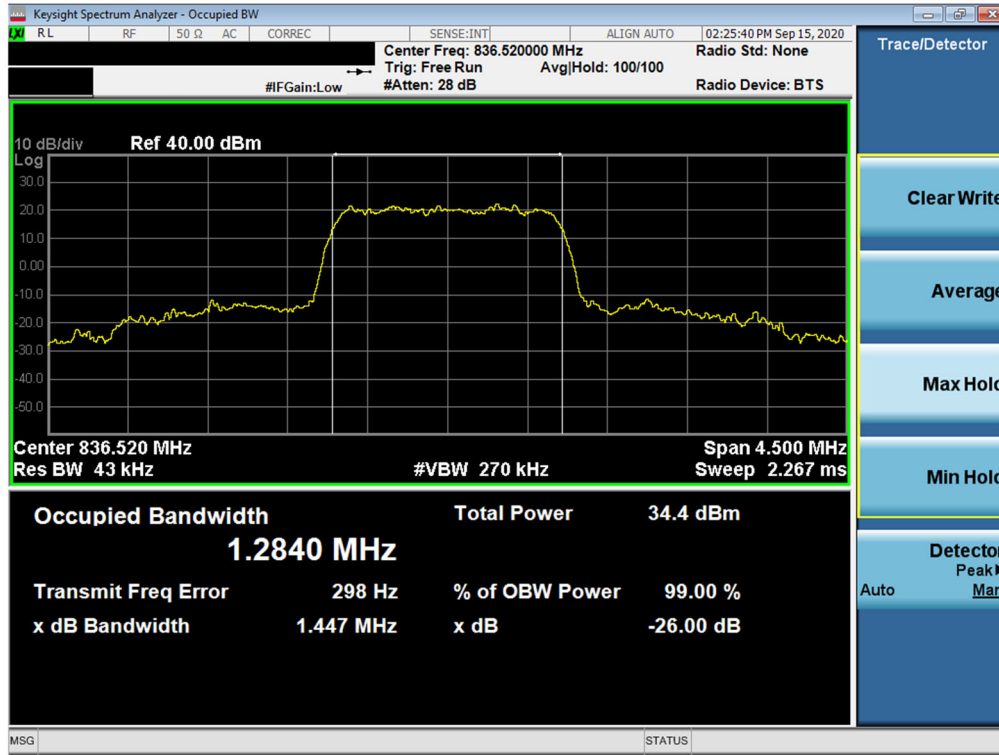 Keysight Spectrum Analyzer - Occupied BW
LXI RL RF 50 Ω AC CORREC SENSE:INT ALIGN AUTO 02:25:40 PM Sep 15, 2020
Center Freq: 836.520000 MHz Radio Std: None
Trig: Free Run Avg|Hold: 100/100
#IFGain:Low #Atten: 28 dB Radio Device: BTS
10 dB/div Ref 40.00 dBm
Log
30.0
20.0
10.0
0.00
-10.0
-20.0
-30.0
-40.0
-50.0
Center 836.520 MHz Span 4.500 MHz
Res BW 43 kHz #VBW 270 kHz Sweep 2.267 ms
Occupied Bandwidth Total Power 34.4 dBm
1.2840 MHz
Transmit Freq Error 298 Hz % of OBW Power 99.00 %
x dB Bandwidth 1.447 MHz x dB -26.00 dB
Trace/Detector
Clear Write
Average
Max Hold
Min Hold
Detector
Peak
Auto Man
MSG STATUS